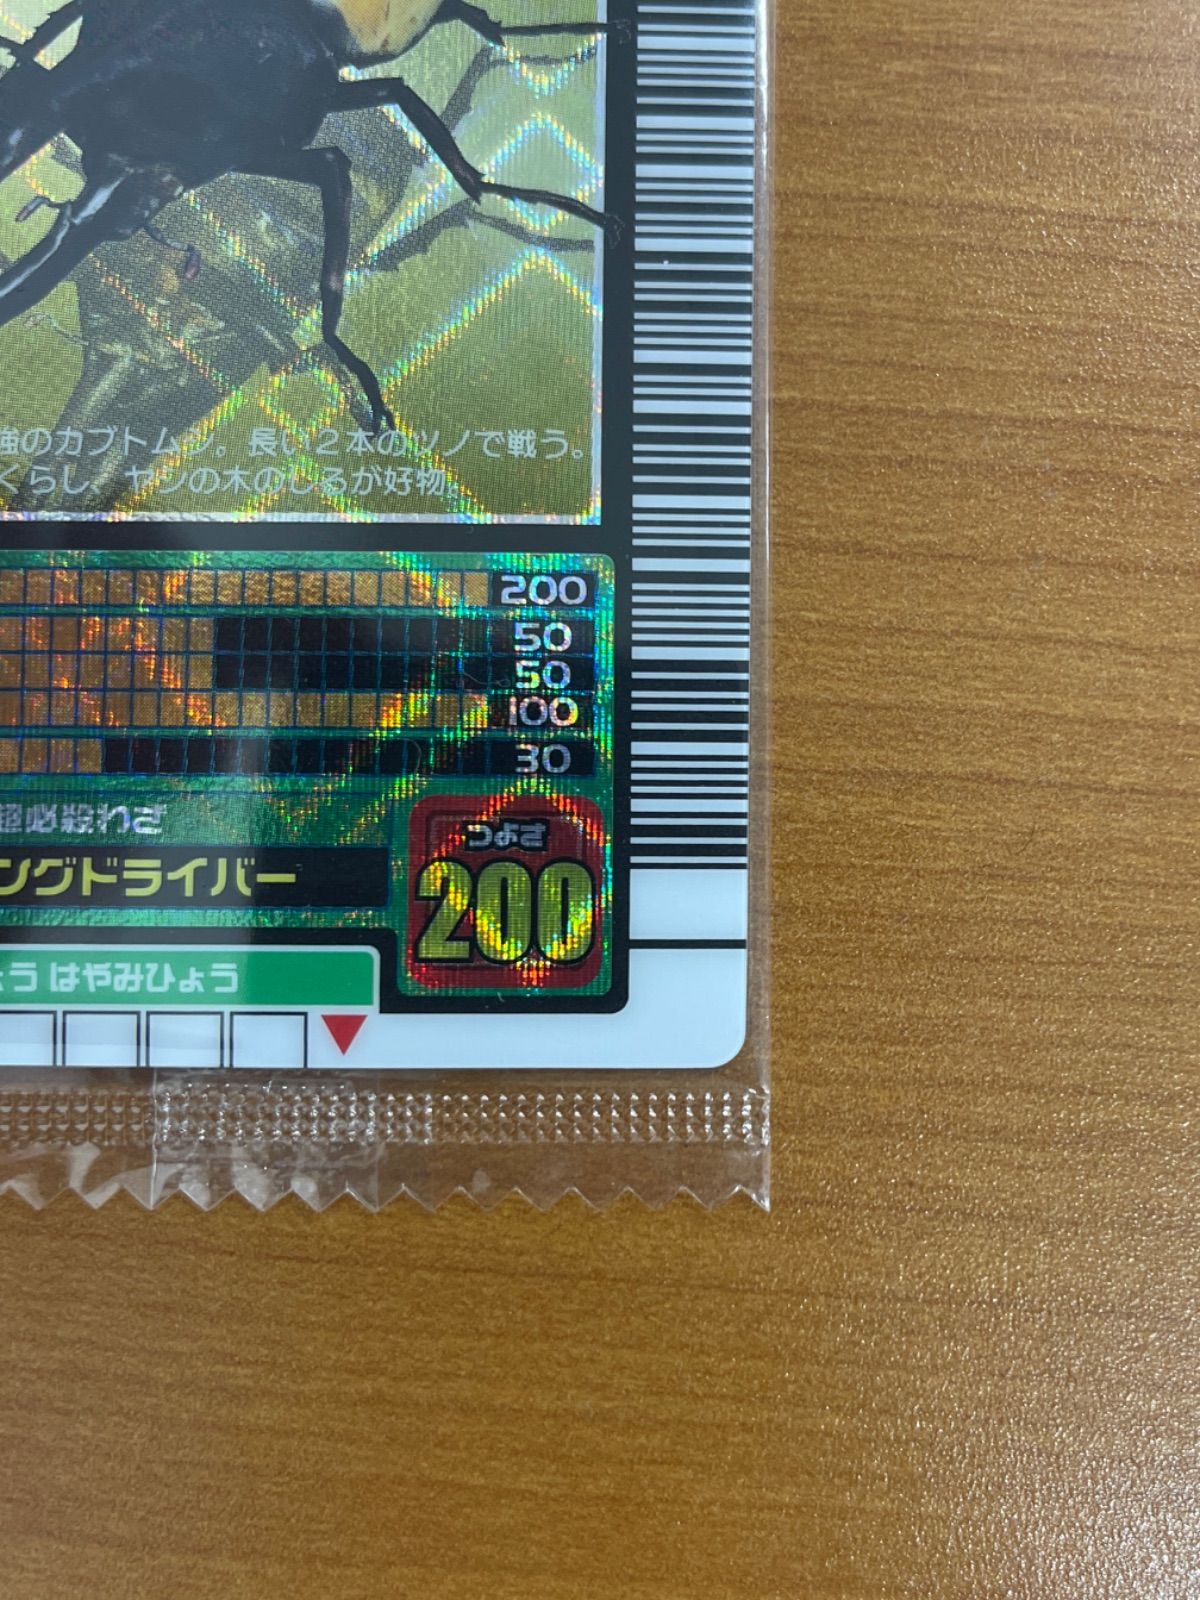 強のカブトムシ。長い２本のツノで戦う。
くらし、ヤシの木のしるが好物。
200
50
50
100
30
超必殺わざ
ングドライバー
つよさ
200
ょう はやみひょう